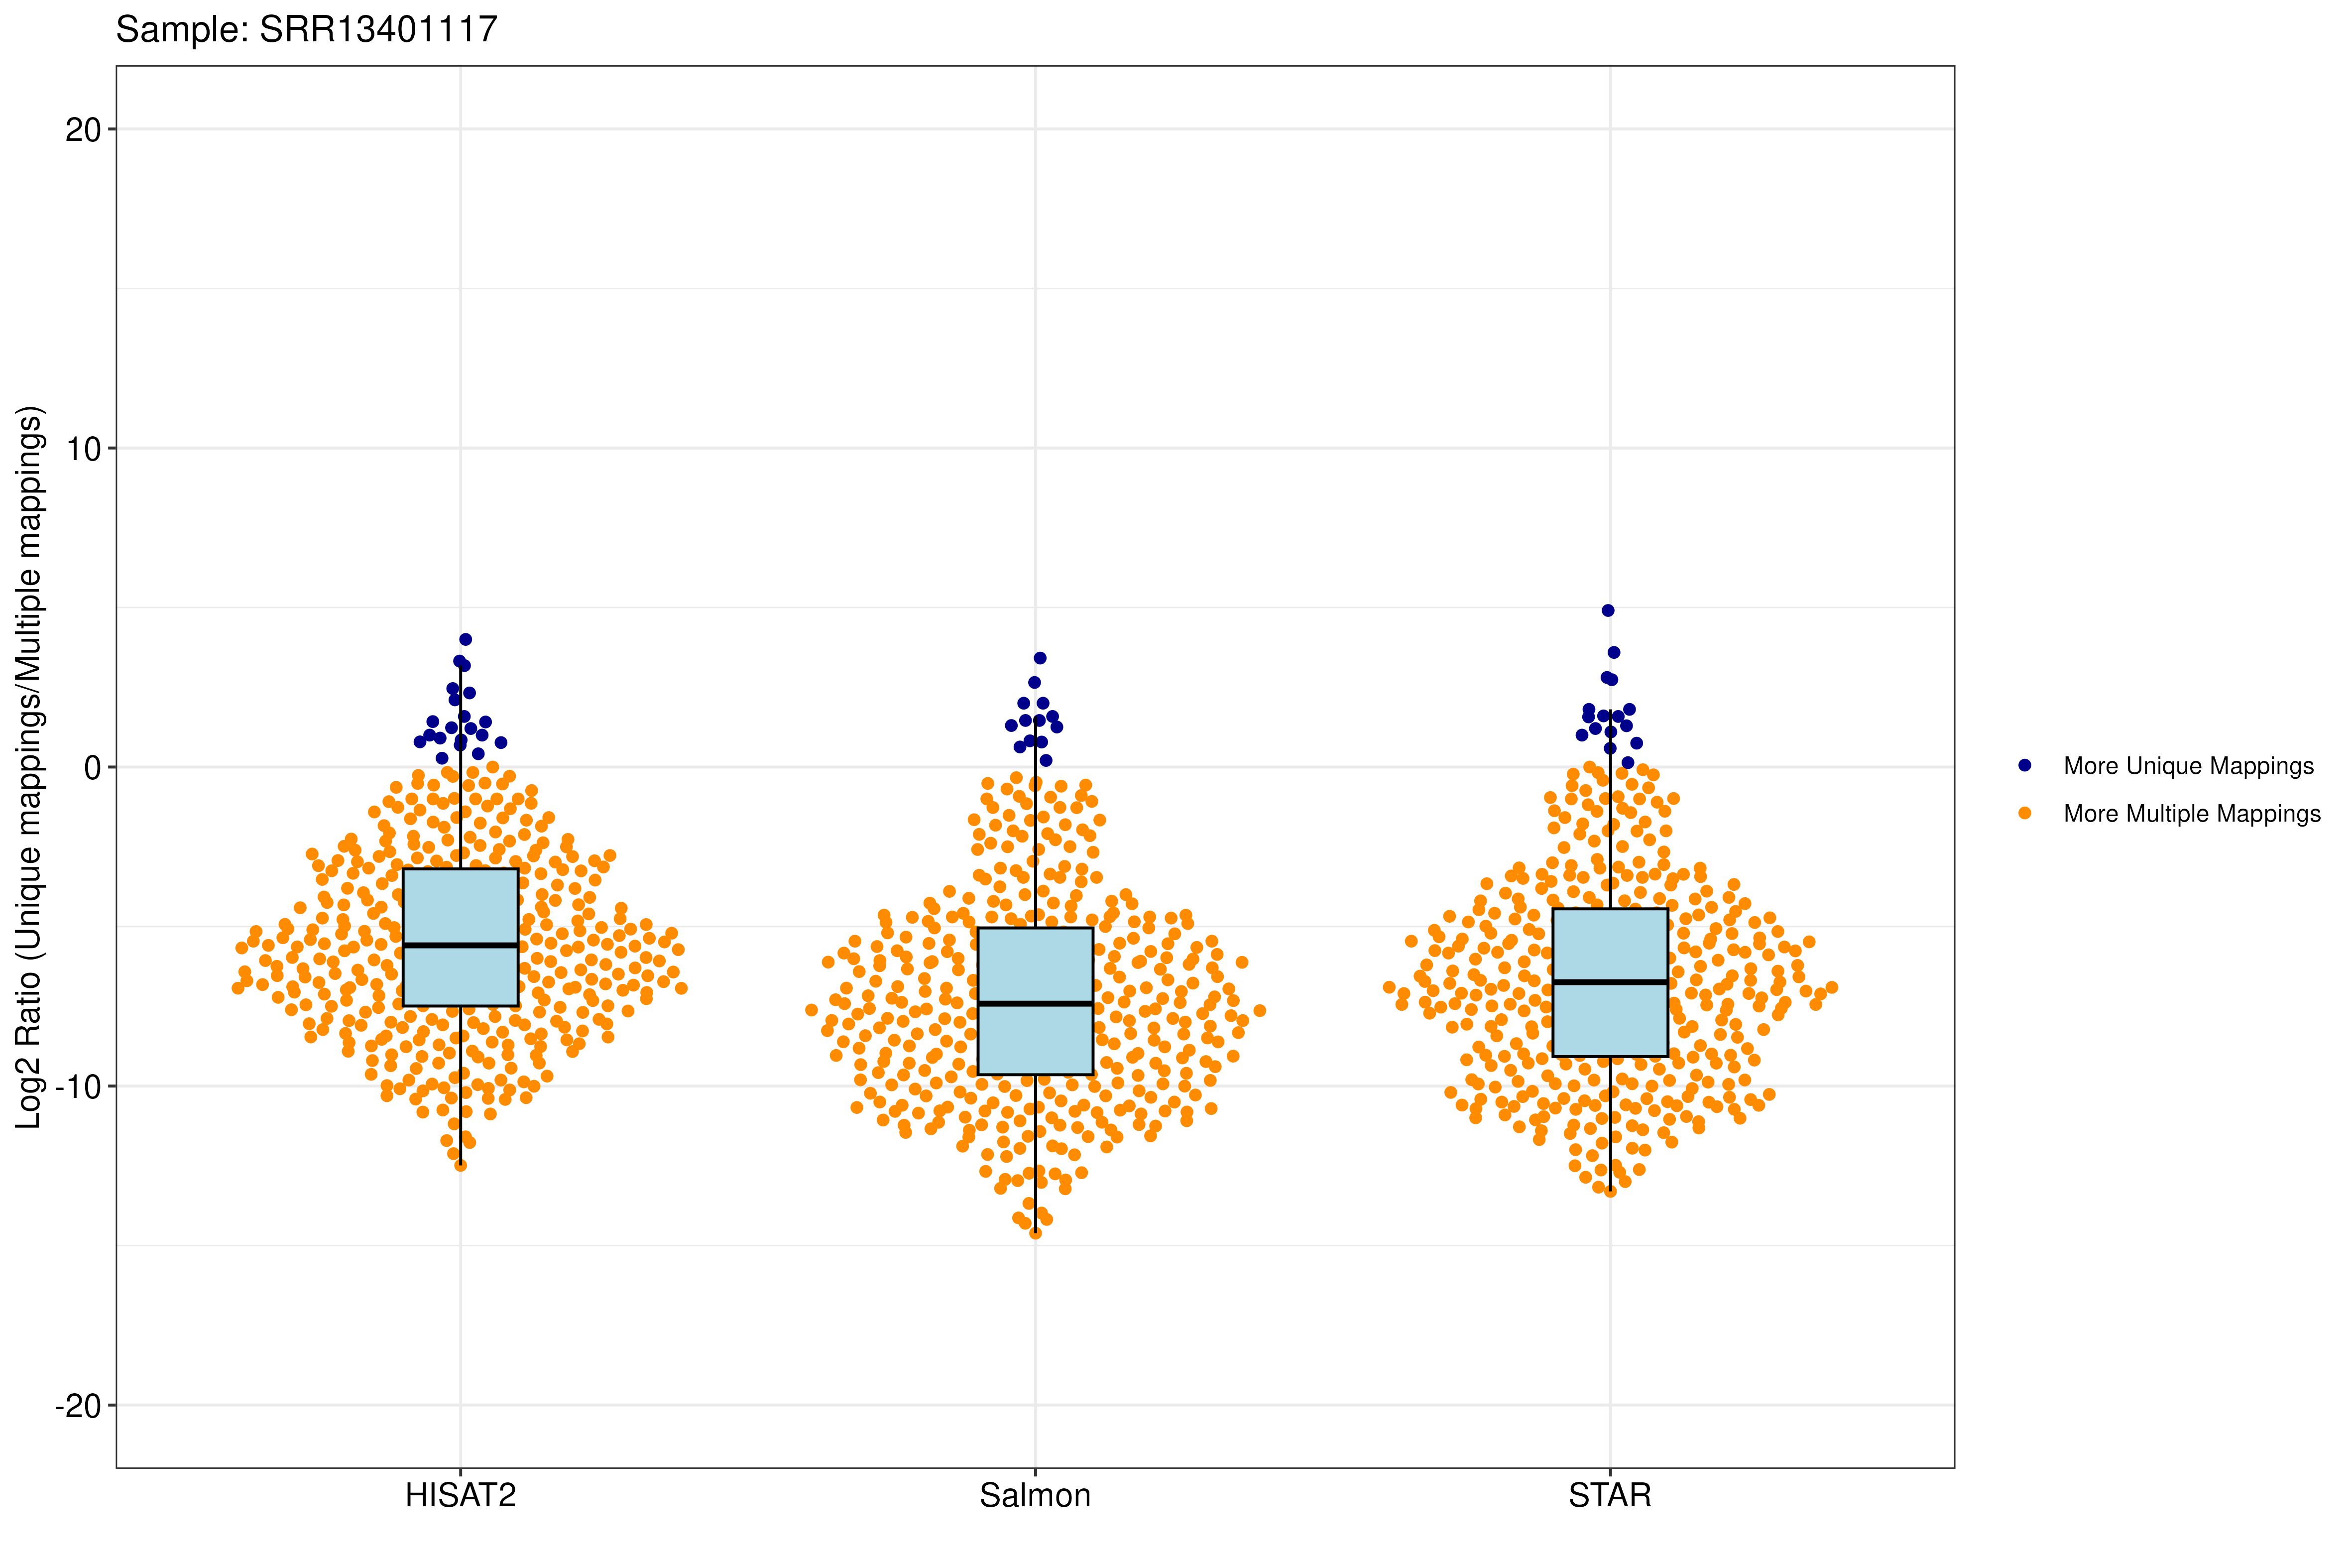 Sample: SRR13401117
Log2 Ratio (Unique mappings/Multiple mappings)
20
10
0
-10
-20
HISAT2
Salmon
STAR
More Unique Mappings
More Multiple Mappings